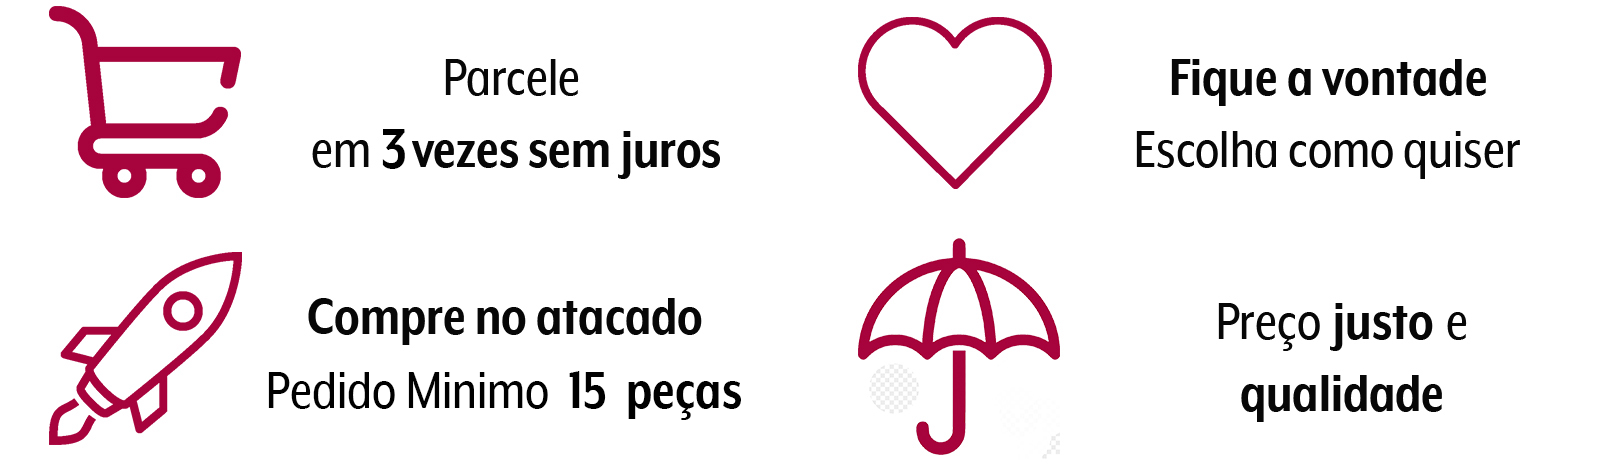 Parcele
em 3 vezes sem juros
Fique a vontade
Escolha como quiser
Compre no atacado
Pedido Minimo 15 peças
Preço justo e
qualidade